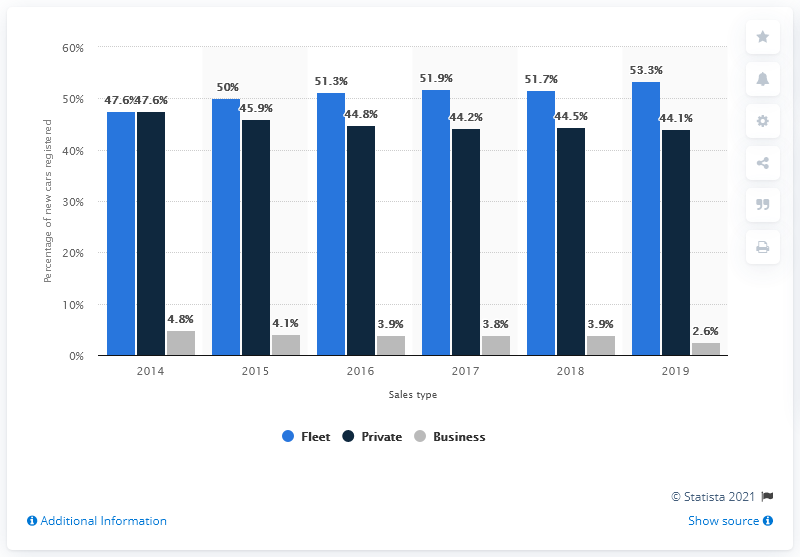 60%
50%
40%
30%
20%
10%
0%
Percentage of new cars registered
47.6% 47.6% 4.8%
50% 45.9% 4.1%
51.3% 44.8% 3.9%
51.9% 44.2% 3.8%
51.7% 44.5% 3.9%
53.3% 44.1% 2.6%
2014 2015 2016 2017 2018 2019
Sales type
Fleet Private Business
© Statista 2021
Additional Information Show source